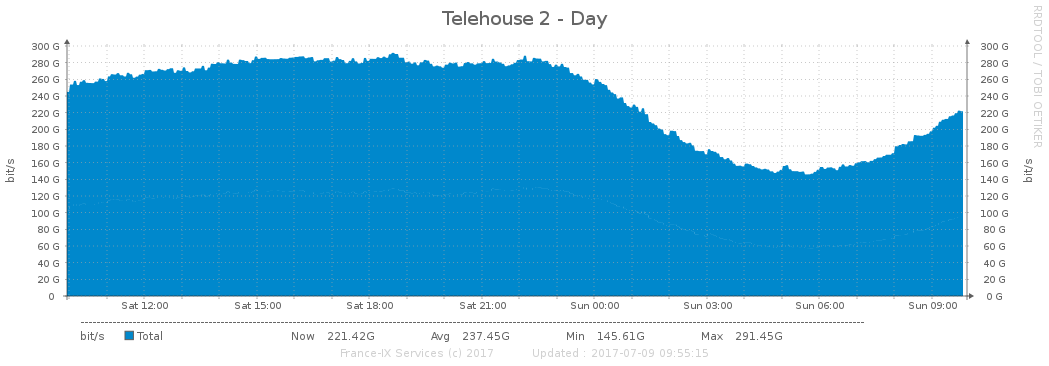 Telehouse 2 - Day
RRDTOOL / TOBI OETIKER
bit/s
300 G
280 G
260 G
240 G
220 G
200 G
180 G
160 G
140 G
120 G
100 G
80 G
60 G
40 G
20 G
0
300 G
280 G
260 G
240 G
220 G
200 G
180 G
160 G
140 G
120 G
100 G
80 G
60 G
40 G
20 G
0 G
bit/s
Sat 12:00 Sat 15:00 Sat 18:00 Sat 21:00 Sun 00:00 Sun 03:00 Sun 06:00 Sun 09:00
bit/s Total Now 221.42G Avg 237.45G Min 145.61G Max 291.45G
France-IX Services (c) 2017 Updated : 2017-07-09 09:55:15